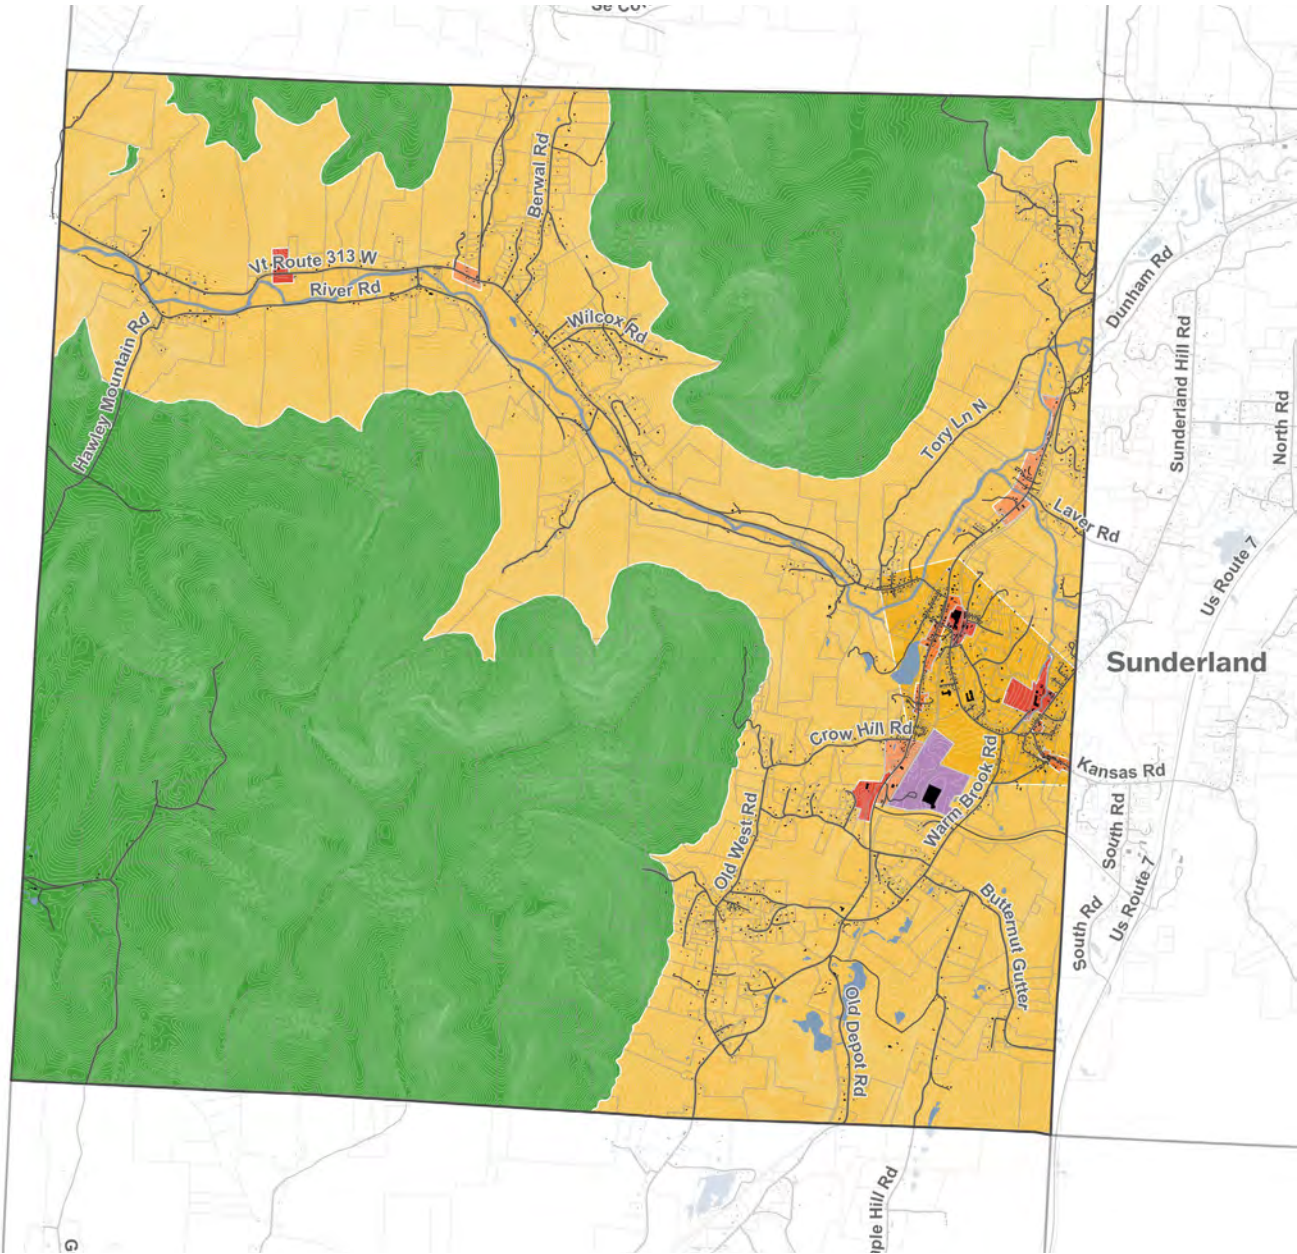 Berwal Rd
Vt Route 313 W
River Rd
Dunham Rd
Wilcox Rd
Hawley Mountain Rd
Sunderland Hill Rd
North Rd
Tory Ln N
Laver Rd
Us Route 7
Sunderland
Crow Hill Rd
Kansas Rd
Warm Brook Rd
Old West Rd
South Rd
Us Route 7
Butternut Gutter
South Rd
Old Depot Rd
Hill Rd